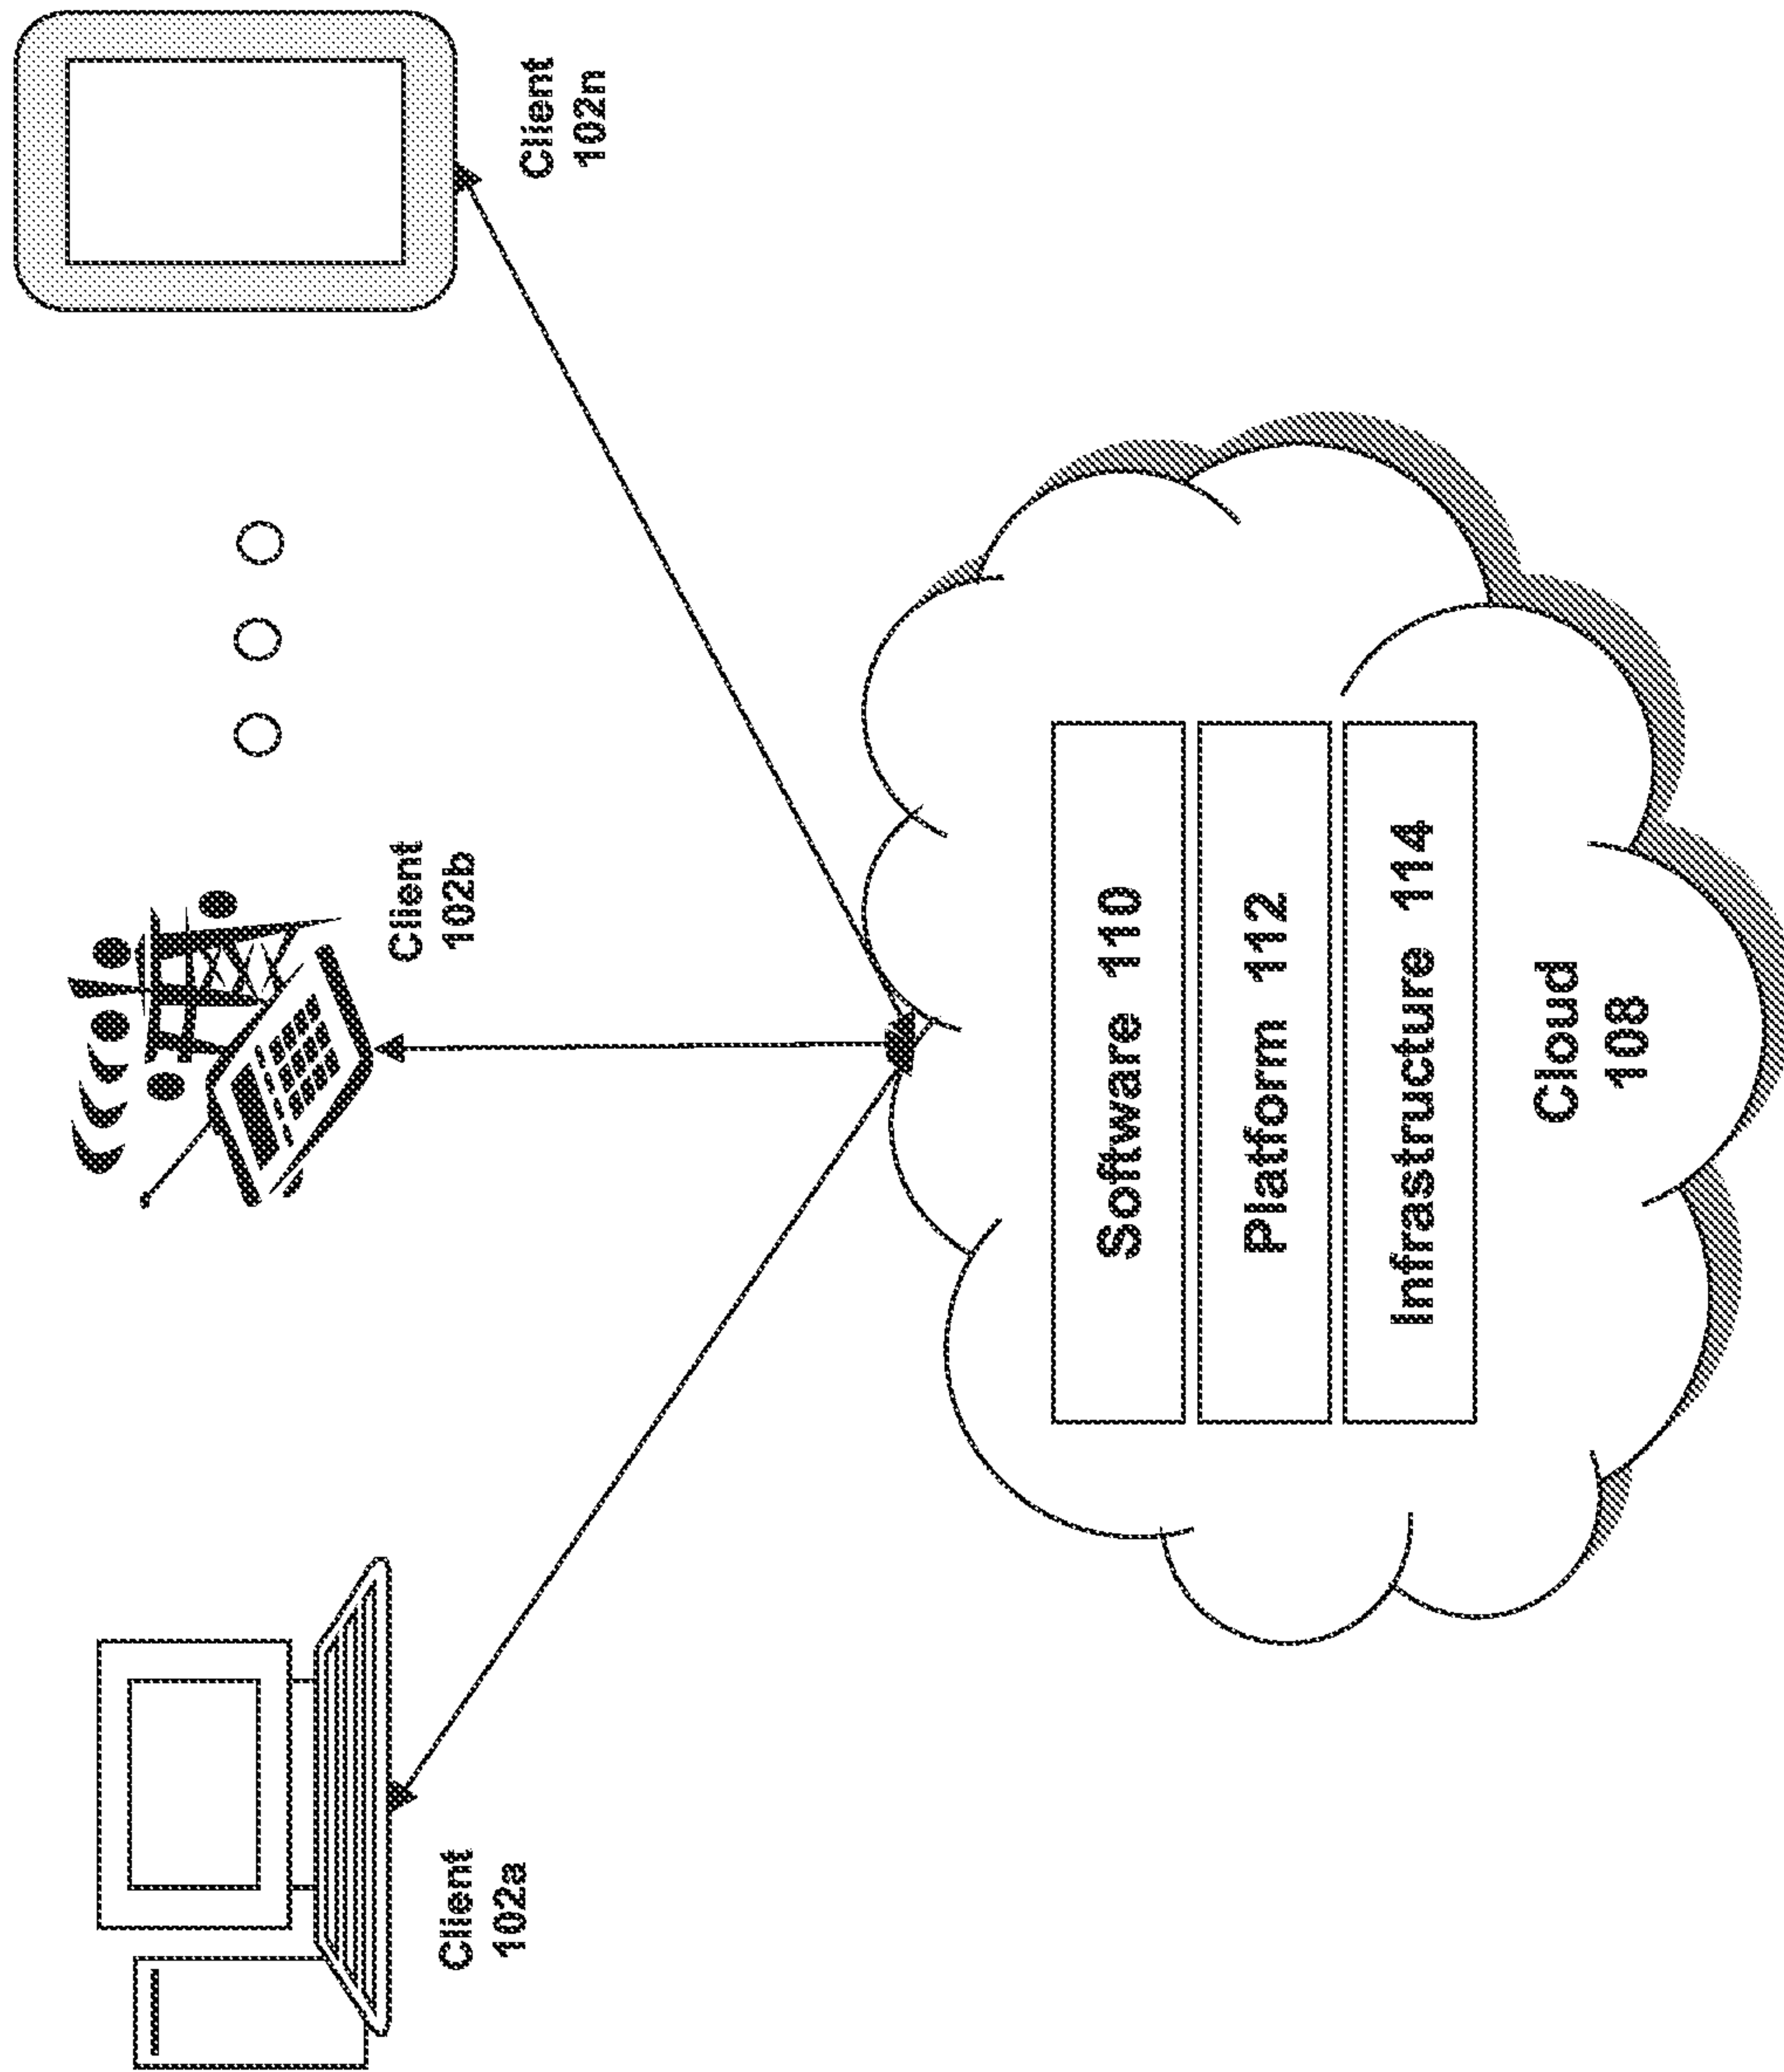 Client
102a
Client
102b
Client
102n
Software 110
Platform 112
Infrastructure 114
Cloud
108